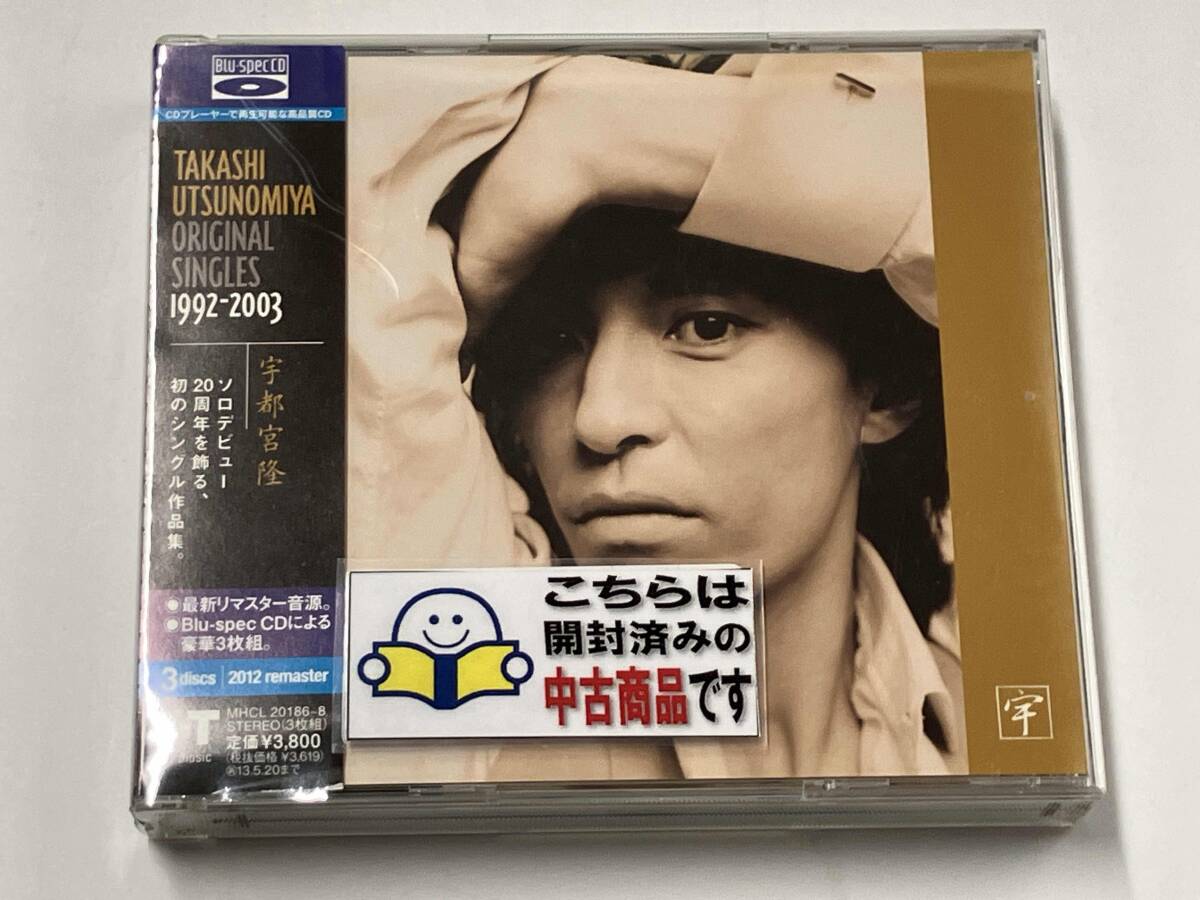 Blu-spec CD
CDプレーヤーで再生可能な高品質CD
TAKASHI
UTSUNOMIYA
ORIGINAL
SINGLES
1992-2003
宇都宮隆
ソロデビュー
20周年を飾る、
初のシングル作品集。
●最新リマスター音源。
●Blu-spec CDによる
豪華3枚組。
3 discs | 2012 remaster
MHCL 20186-8
STEREO(3枚組)
定価¥3,800
(税抜価格 ¥3,619)
13.5.20まで
T
music
こちらは
開封済みの
中古商品です
宇